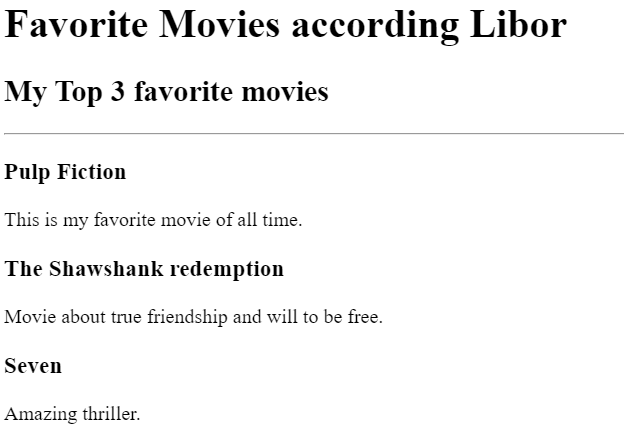 Favorite Movies according Libor
My Top 3 favorite movies
Pulp Fiction
This is my favorite movie of all time.
The Shawshank redemption
Movie about true friendship and will to be free.
Seven
Amazing thriller.